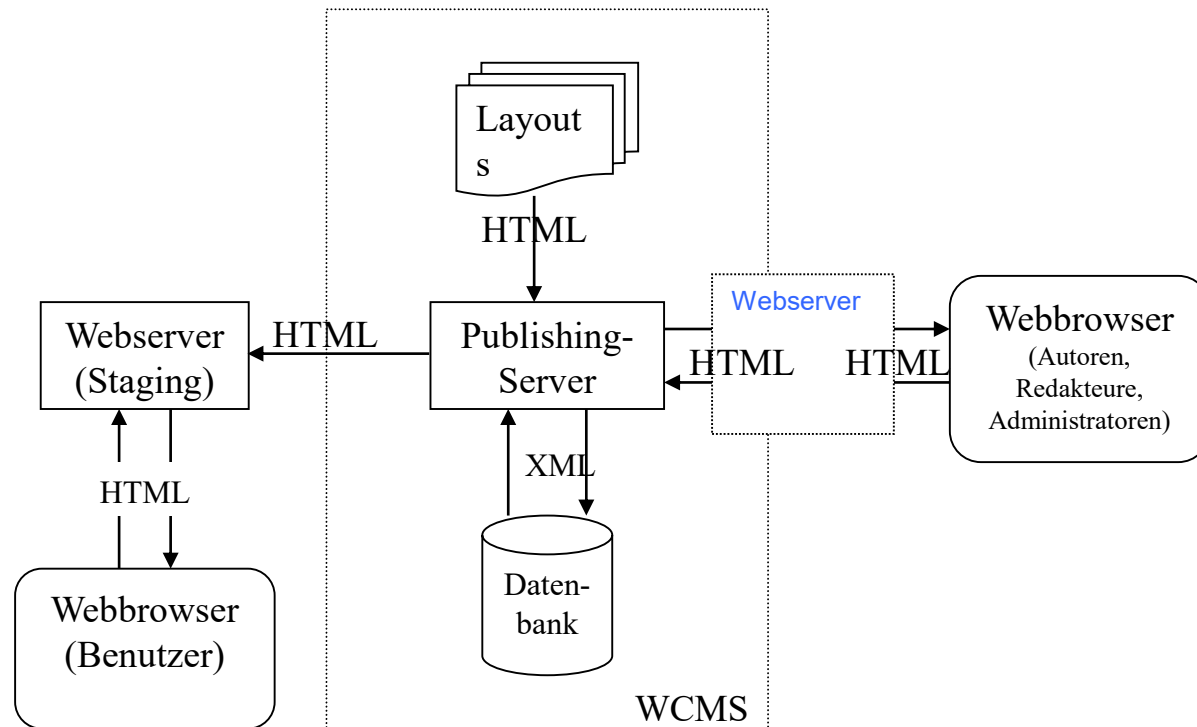 Layout
s
HTML
Webserver
(Staging)
HTML
Publishing-
Server
Webserver
HTML
HTML
Webbrowser
(Autoren,
Redakteure,
Administratoren)
HTML
XML
Webbrowser
(Benutzer)
Daten-
bank
WCMS